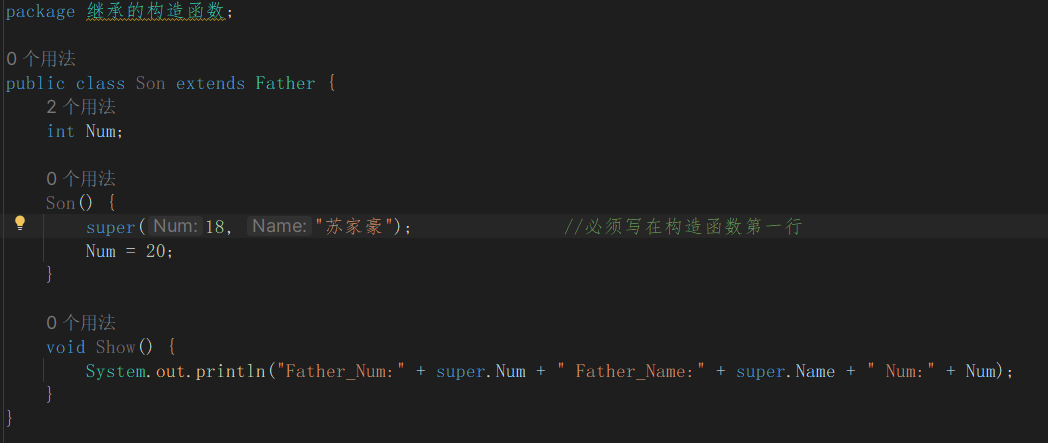 package 继承的构造函数;
0 个用法
public class Son extends Father {
2 个用法
int Num;
0 个用法
Son() {
super( Num: 18, Name: "苏家豪"); //必须写在构造函数第一行
Num = 20;
}
0 个用法
void Show() {
System.out.println("Father_Num:" + super.Num + " Father_Name:" + super.Name + " Num:" + Num);
}
}